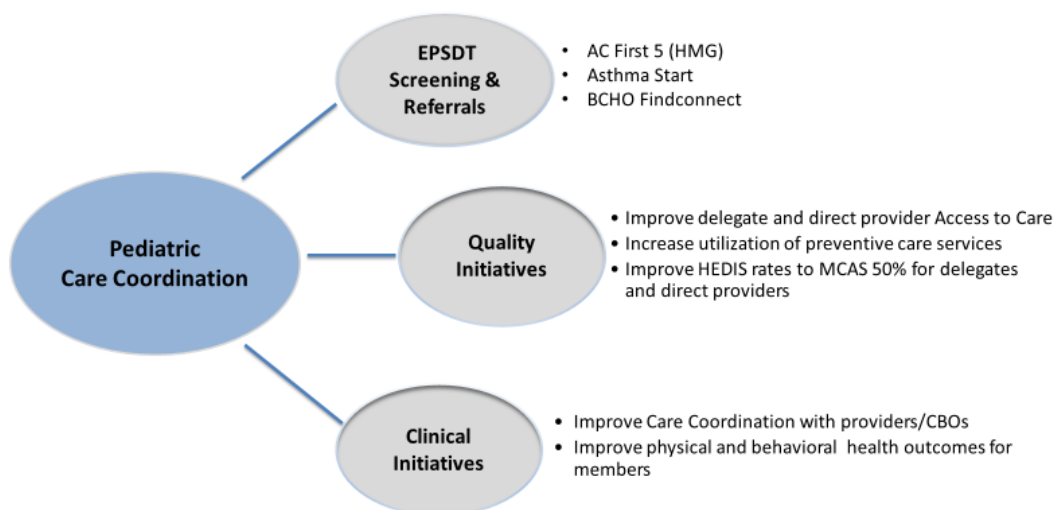 EPSDT
Screening &
Referrals
• AC First 5 (HMG)
• Asthma Start
• BCHO Findconnect
Pediatric
Care Coordination
Quality
Initiatives
• Improve delegate and direct provider Access to Care
• Increase utilization of preventive care services
• Improve HEDIS rates to MCAS 50% for delegates
and direct providers
Clinical
Initiatives
• Improve Care Coordination with providers/CBOs
• Improve physical and behavioral health outcomes for
members